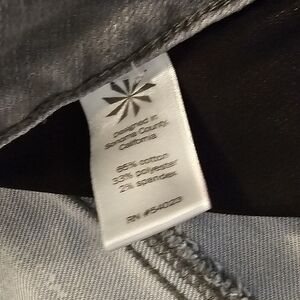 designed in
sonoma County,
California
65% cotton
33% polyester
2% spandex
RN #54023